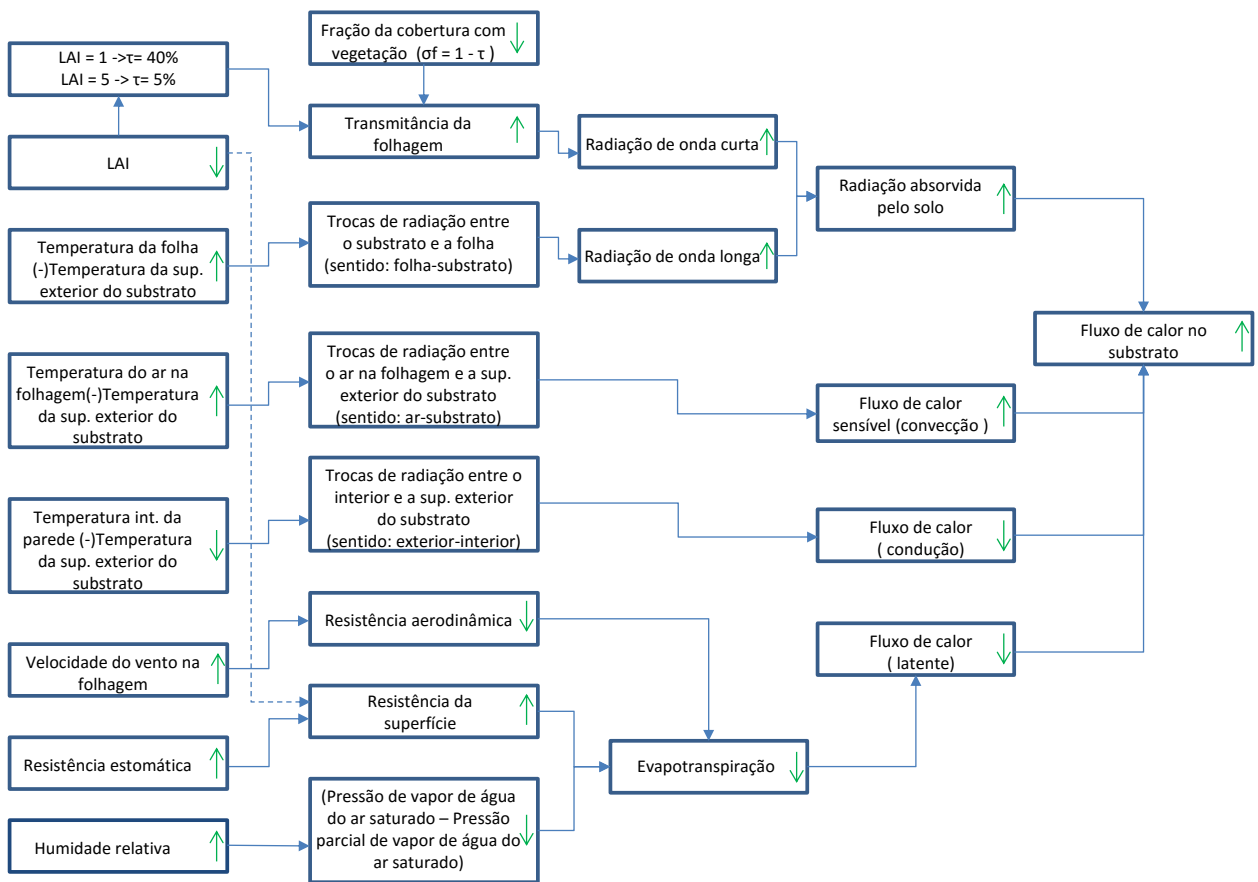 Fração da cobertura com
vegetação (σf = 1 - τ )
LAI = 1 ->τ= 40%
LAI = 5 -> τ= 5%
Transmitância da
folhagem
Radiação de onda curta
LAI
Radiação absorvida
pelo solo
Temperatura da folha
(-)Temperatura da sup.
exterior do substrato
Trocas de radiação entre
o substrato e a folha
(sentido: folha-substrato)
Radiação de onda longa
Fluxo de calor no
substrato
Temperatura do ar na
folhagem(-)Temperatura
da sup. exterior do
substrato
Trocas de radiação entre
o ar na folhagem e a sup.
exterior do substrato
(sentido: ar-substrato)
Fluxo de calor
sensível (convecção )
Temperatura int. da
parede (-)Temperatura
da sup. exterior do
substrato
Trocas de radiação entre o
interior e a sup. exterior
do substrato
(sentido: exterior-interior)
Fluxo de calor
( condução)
Resistência aerodinâmica
Velocidade do vento na
folhagem
Fluxo de calor
( latente)
Resistência da
superfície
Resistência estomática
Evapotranspiração
(Pressão de vapor de água
do ar saturado – Pressão
parcial de vapor de água do
ar saturado)
Humidade relativa